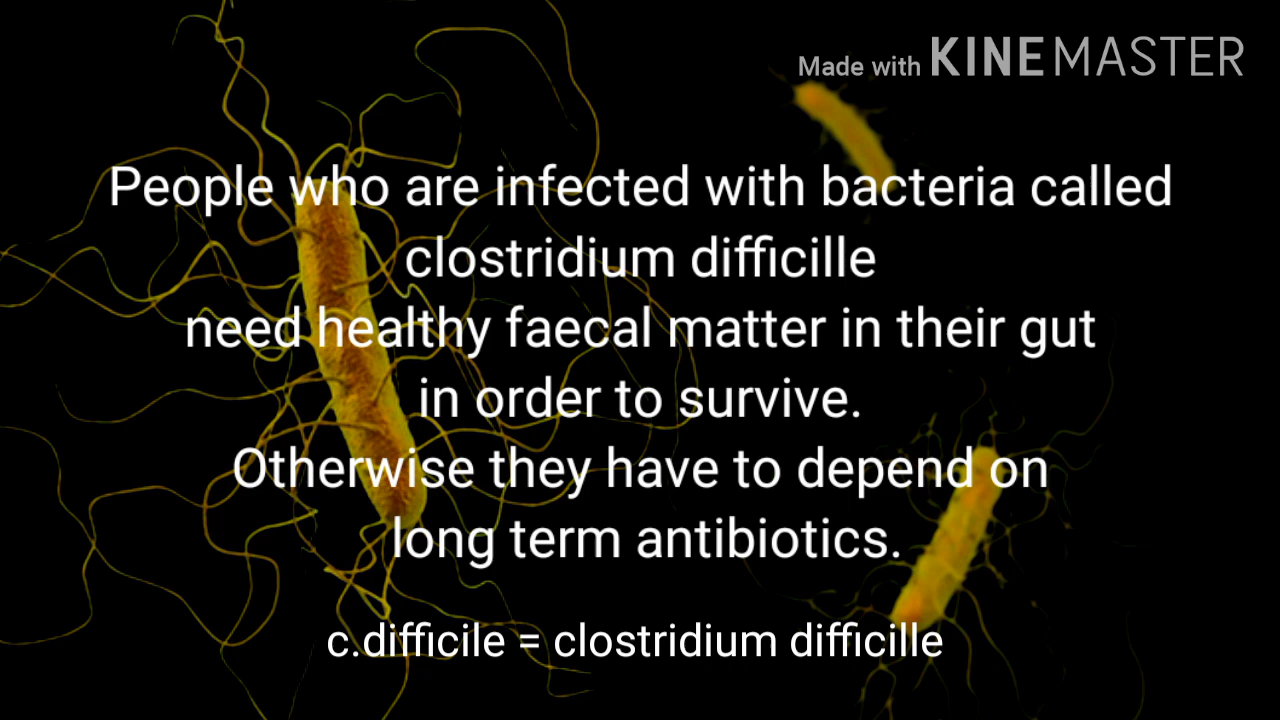 Made with KINEMASTER
People who are infected with bacteria called
clostridium difficille
need healthy faecal matter in their gut
in order to survive.
Otherwise they have to depend on
long term antibiotics.
c.difficile = clostridium difficille